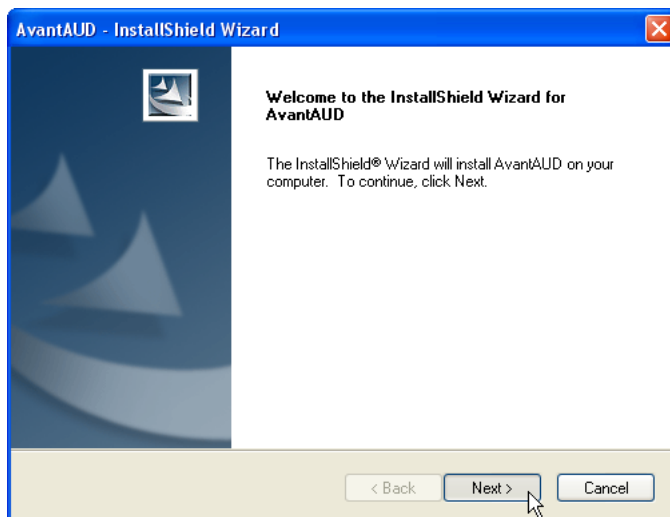 AvantAUD - InstallShield Wizard
Welcome to the InstallShield Wizard for
AvantAUD
The InstallShield® Wizard will install AvantAUD on your
computer. To continue, click Next.
< Back Next > Cancel